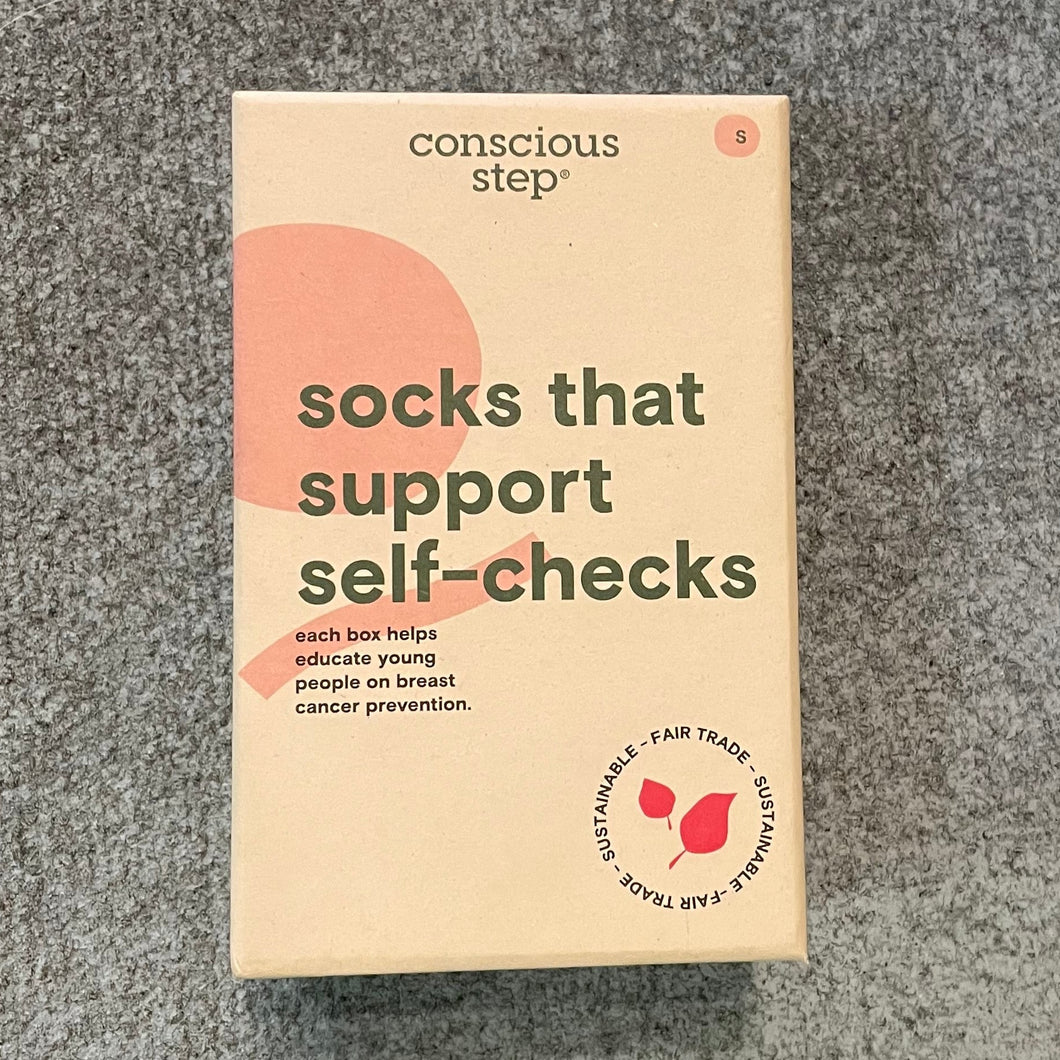 conscious
step®
S
socks that
support
self-checks
each box helps
educate young
people on breast
cancer prevention.
SUSTAINABLE - FAIR TRADE - SUSTAINABLE - FAIR TRADE -